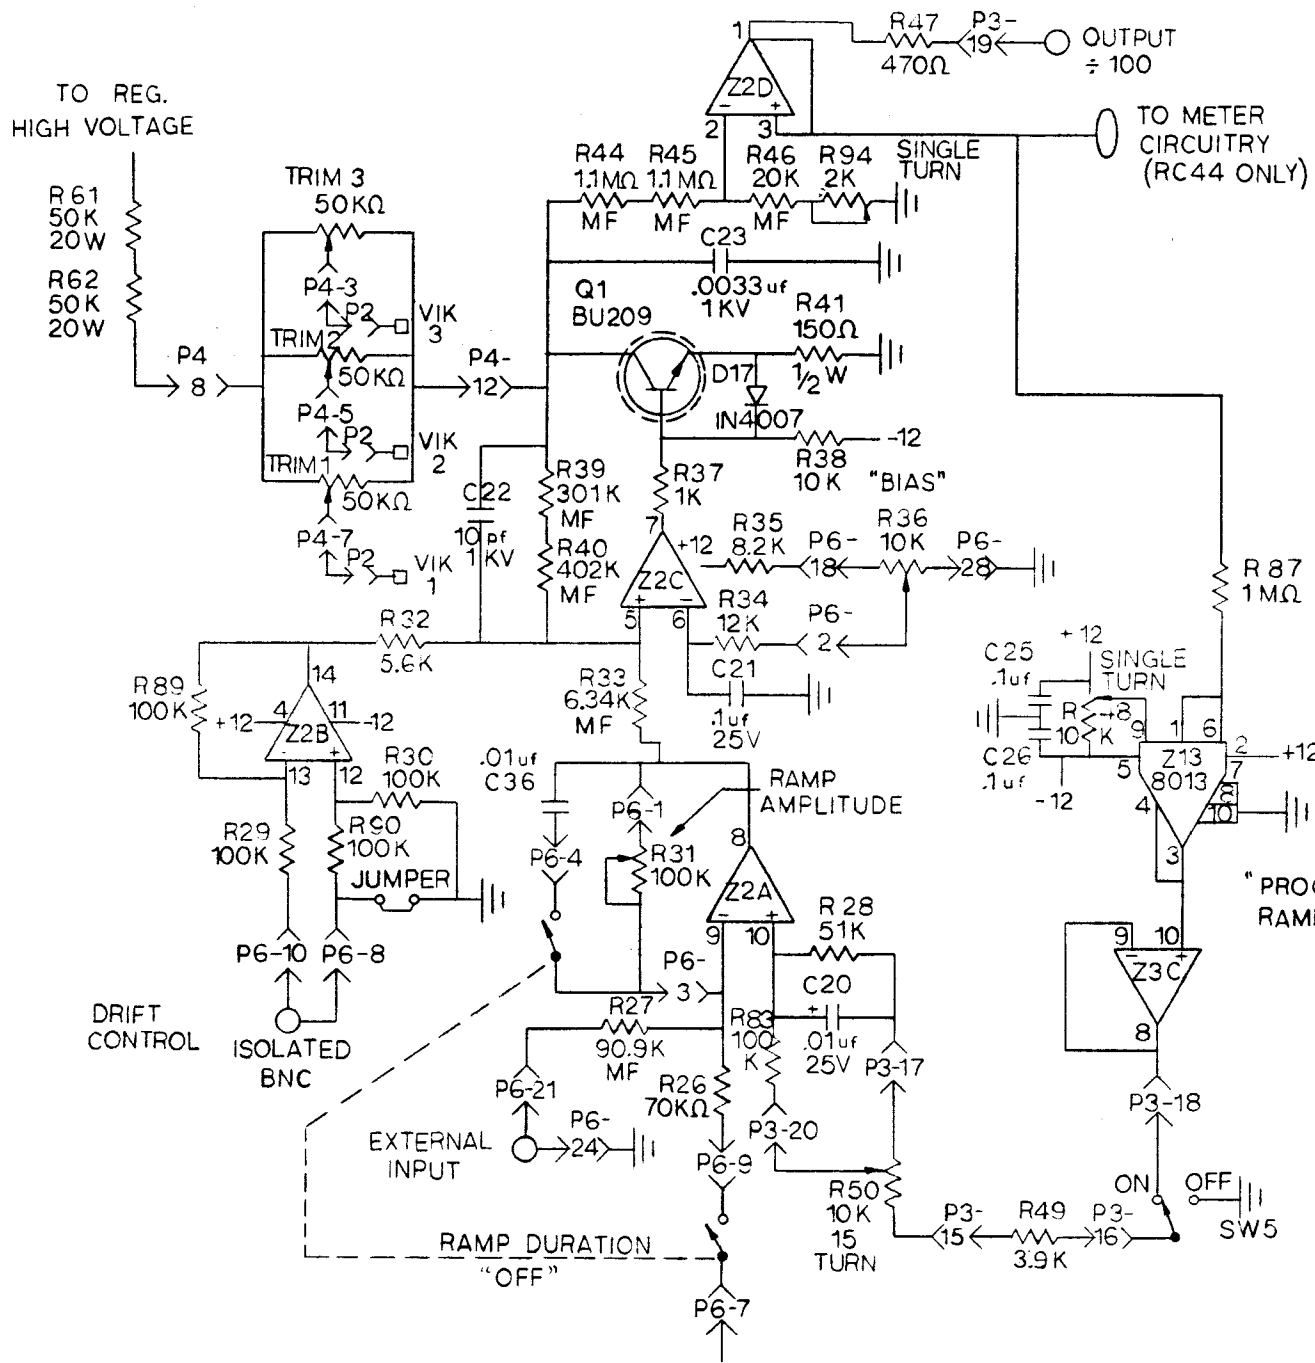 TO REG.
HIGH VOLTAGE
R61
50K
20W
R62
50K
20W
P4
8
TRIM 3
50KΩ
P4-3
P2
VIK
3
TRIM2
50KΩ
P4-5
P2
VIK
2
TRIM1
50KΩ
P4-7
P2
VIK
1
P4-
12
1
Z2D
-
+
2
3
R47
470Ω
P3-
19
OUTPUT
÷ 100
TO METER
CIRCUITRY
(RC44 ONLY)
R44
1.1MΩ
MF
R45
1.1MΩ
MF
R46
20K
MF
R94
2K
SINGLE
TURN
C23
.0033uf
1KV
Q1
BU209
R41
150Ω
1/2 W
D17
IN4007
R38
10K
-12
C22
10 pf
1 KV
R39
301K
MF
R40
402K
MF
R37
1K
7
+12
Z2C
+
-
5
6
R35
8.2K
P6-
18
"BIAS"
R36
10K
P6-
28
R34
12K
P6-
2
C21
.1uf
25V
R33
6.34K
MF
R32
5.6K
R89
100K
14
+12
4
11
-12
Z2B
-
+
13
12
R30
100K
R29
100K
R90
100K
JUMPER
P6-10
P6-8
DRIFT
CONTROL
ISOLATED
BNC
.01uf
C36
P6-4
P6-1
RAMP
AMPLITUDE
R31
100K
8
Z2A
-
+
9
10
P6-
3
R28
51K
C20
+
.01uf
25V
R83
100
K
R27
90.9K
MF
P6-21
P6-
24
EXTERNAL
INPUT
R26
70KΩ
P6-9
P3-20
P3-17
R50
10K
15
TURN
P3-
15
R49
3.9K
P3-
16
RAMP DURATION
"OFF"
P6-7
R 87
1MΩ
C25
.1uf
+12
SINGLE
TURN
R 48
10 K
C26
.1uf
-12
9
1
6
2
+12
5
Z13
8013
7
8
10
4
3
"PROG
RAM
9
10
-
+
Z3C
8
P3-18
ON
OFF
SW5